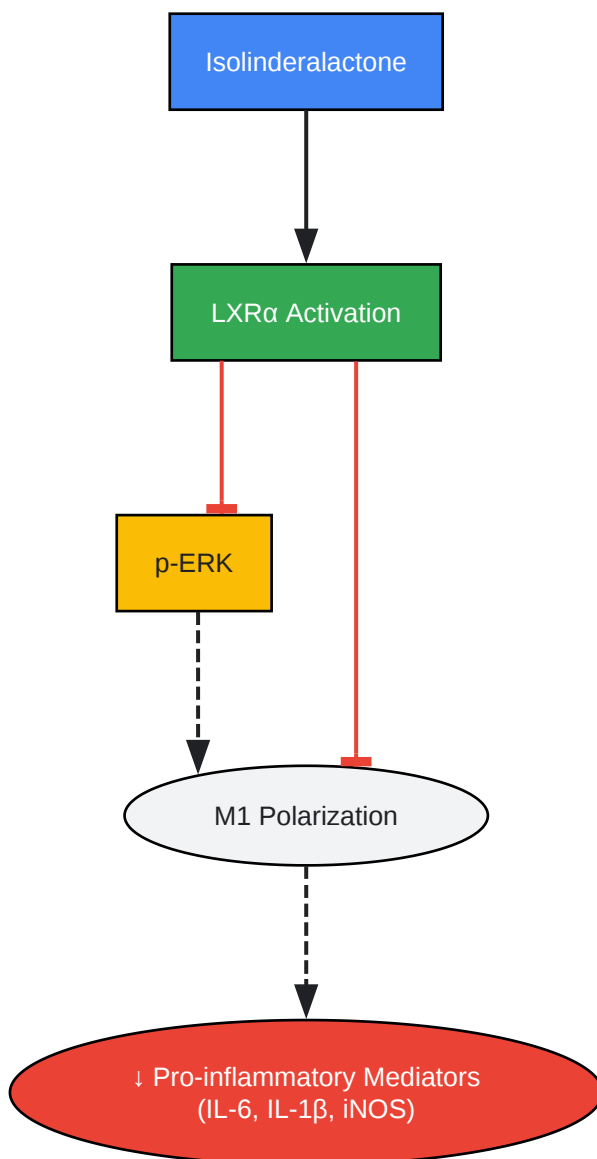 Isolinderalactone
LXRα Activation
p-ERK
M1 Polarization
↓ Pro-inflammatory Mediators
(IL-6, IL-1β, iNOS)